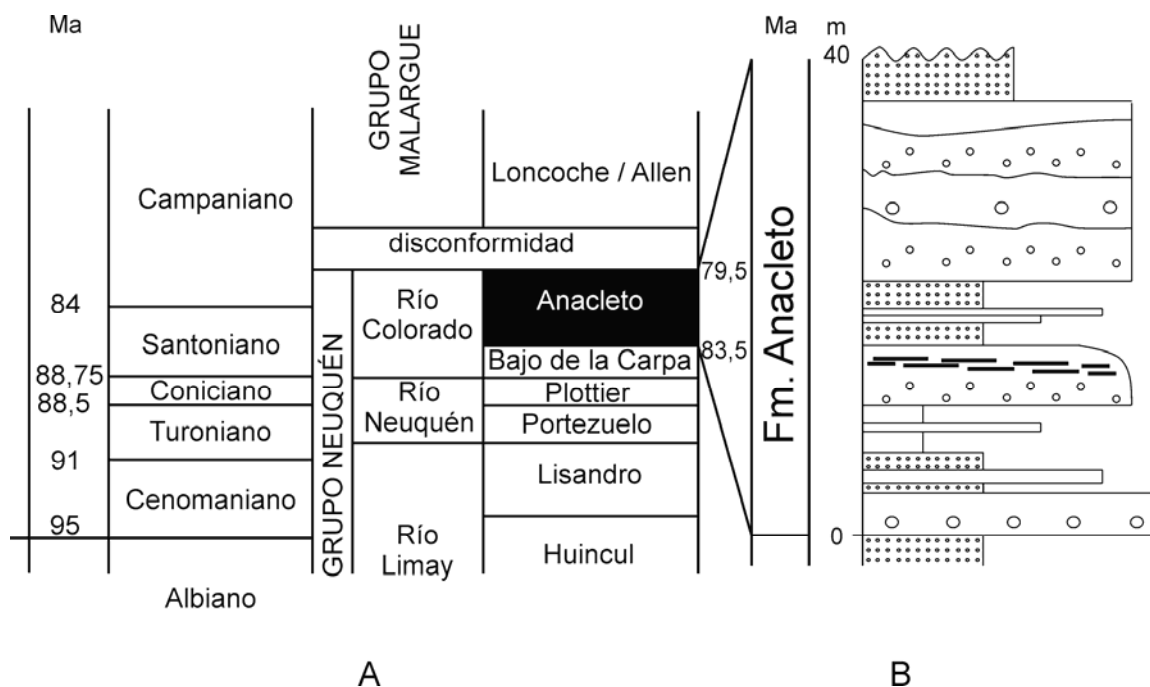 Ma
GRUPO
MALARGUE
Ma
m
40
Campaniano
Loncoche / Allen
disconformidad
79,5
84
Río
Colorado
Anacleto
Santoniano
83,5
88,75
Bajo de la Carpa
Coniciano
88,5
Río
Neuquén
Plottier
Turoniano
Portezuelo
91
Lisandro
Cenomaniano
95
GRUPO NEUQUÉN
Río
Limay
Huincul
Albiano
Fm. Anacleto
0
A
B